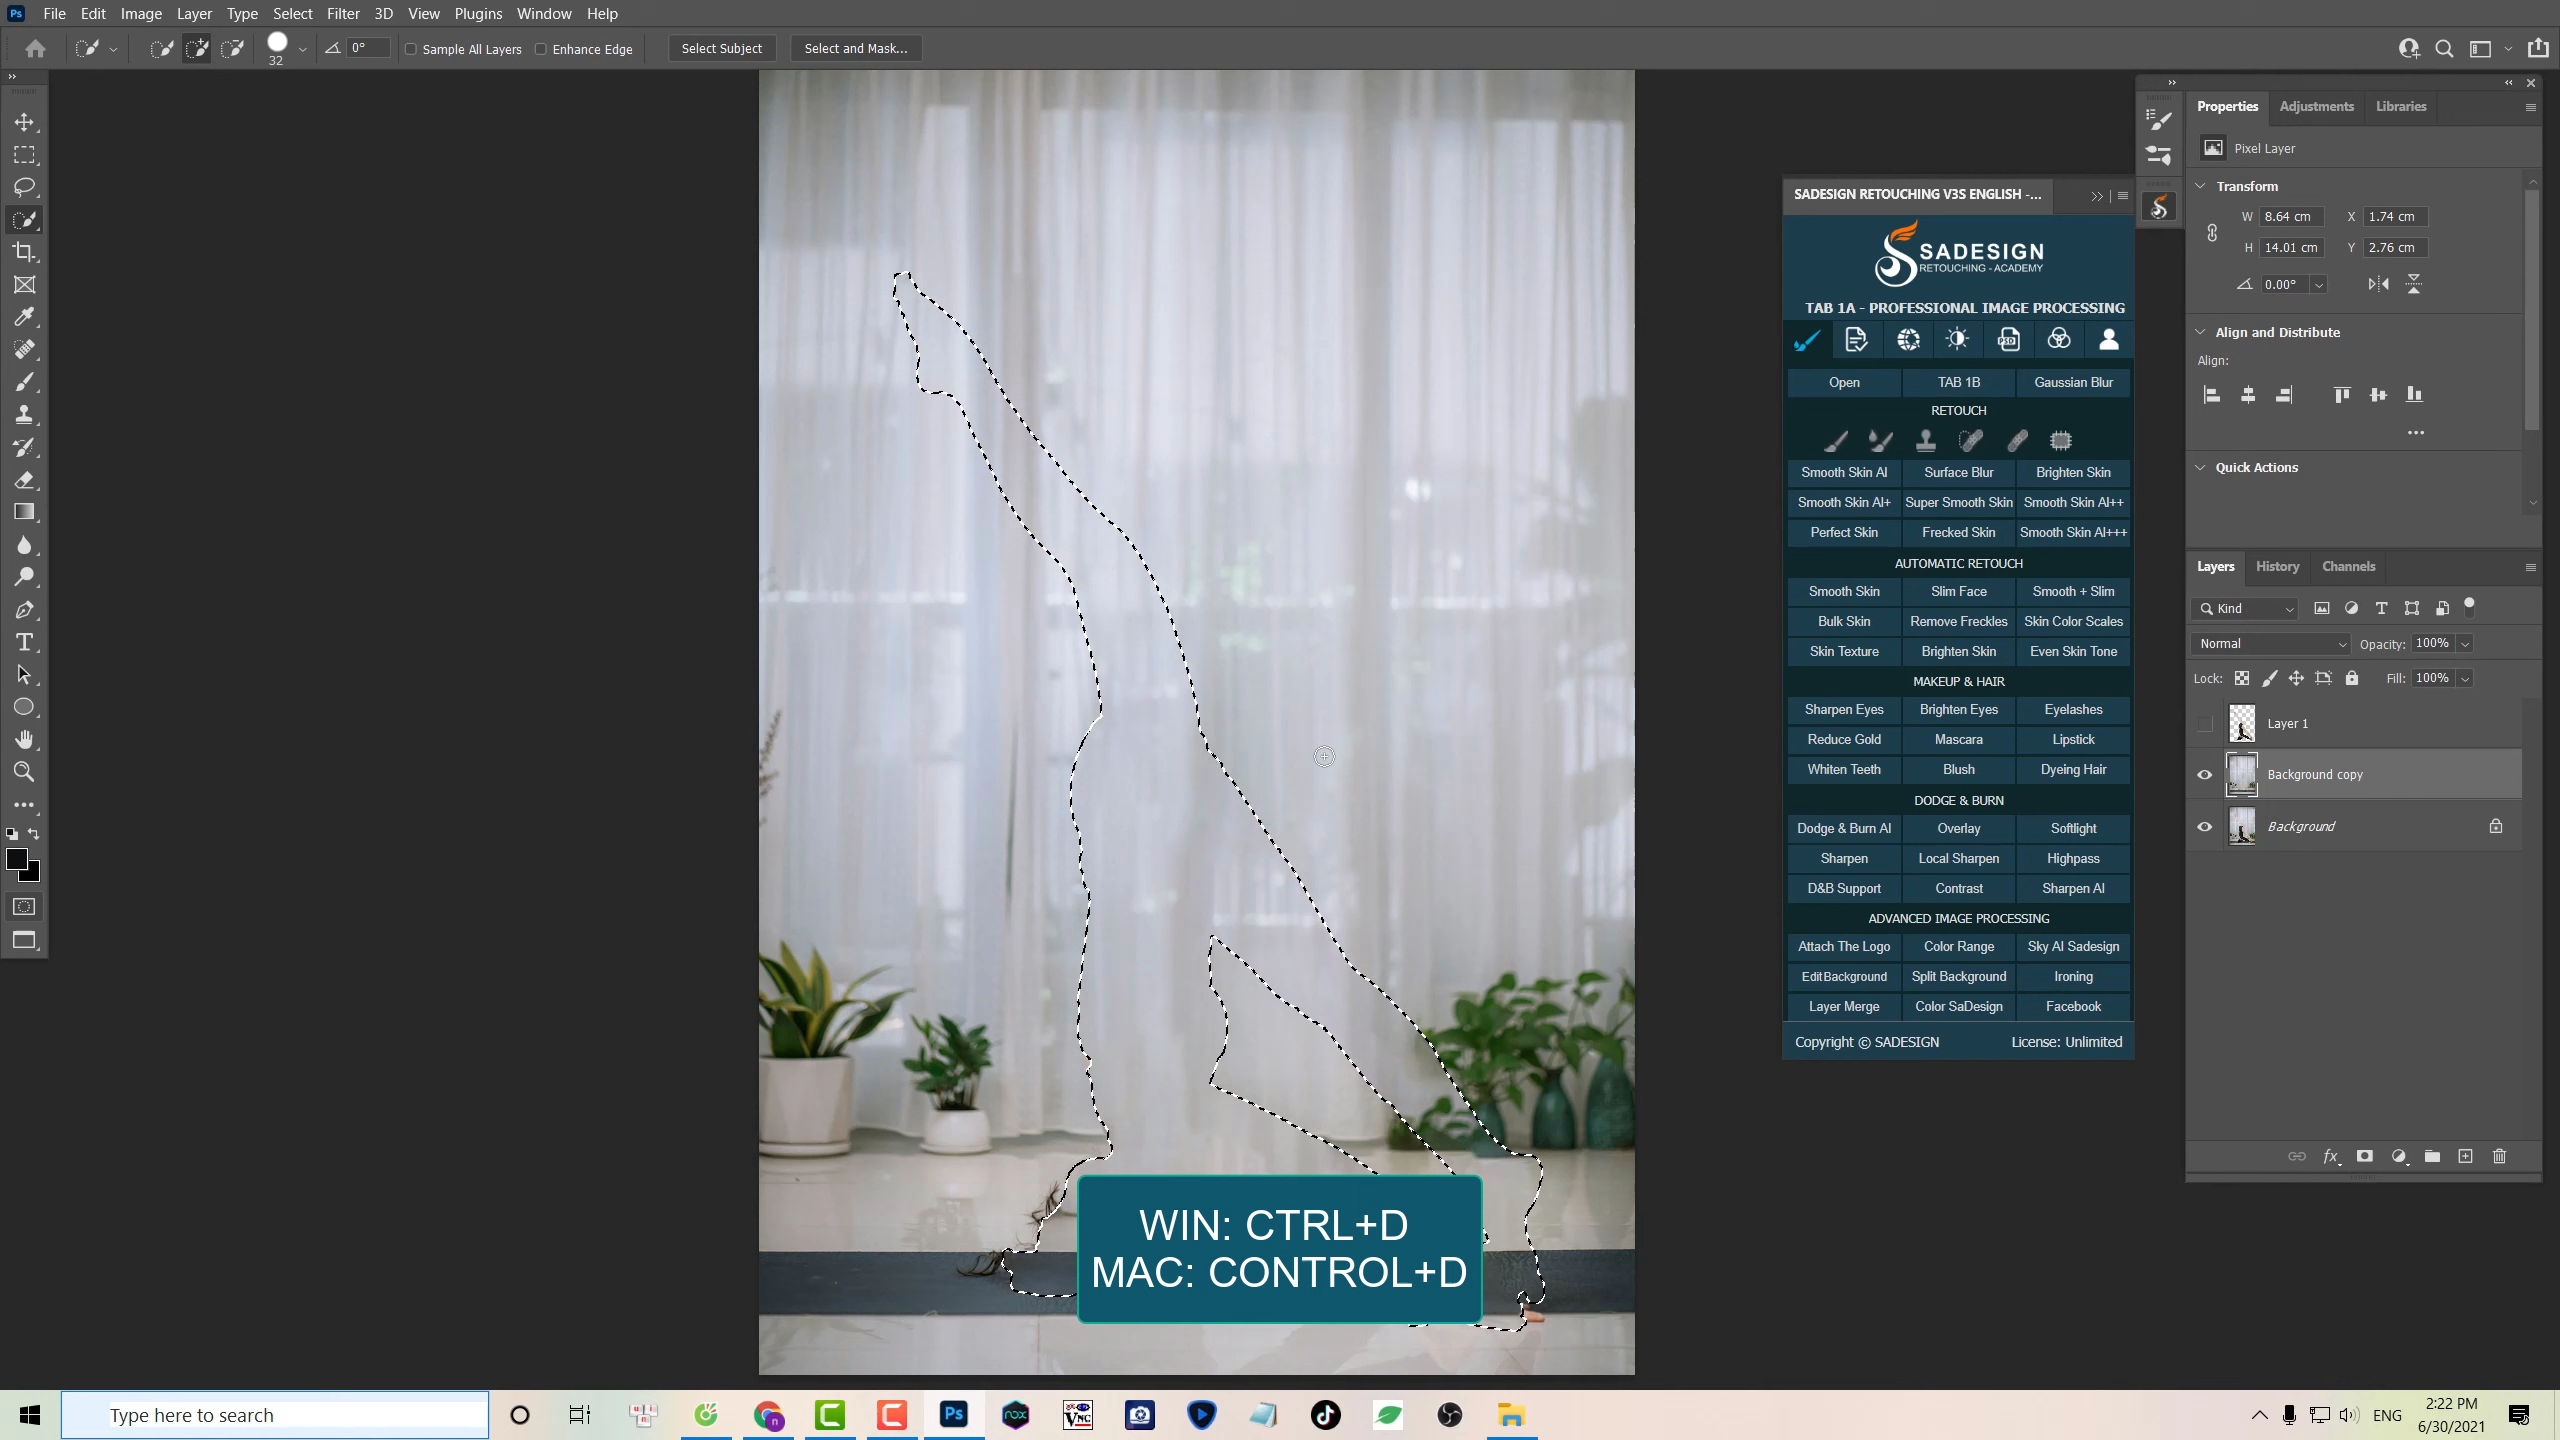 Ps File Edit Image Layer Type Select Filter 3D View Plugins Window Help
32 0° Sample All Layers Enhance Edge Select Subject Select and Mask...
Properties Adjustments Libraries
Pixel Layer
Transform
W 8.64 cm X 1.74 cm
H 14.01 cm Y 2.76 cm
0.00°
Align and Distribute
Align:
Quick Actions
SADESIGN RETOUCHING V3S ENGLISH -...
SADESIGN
RETOUCHING - ACADEMY
TAB 1A - PROFESSIONAL IMAGE PROCESSING
PSD
Open TAB 1B Gaussian Blur
RETOUCH
Smooth Skin AI Surface Blur Brighten Skin
Smooth Skin AI+ Super Smooth Skin Smooth Skin AI++
Perfect Skin Frecked Skin Smooth Skin AI+++
AUTOMATIC RETOUCH
Smooth Skin Slim Face Smooth + Slim
Bulk Skin Remove Freckles Skin Color Scales
Skin Texture Brighten Skin Even Skin Tone
MAKEUP & HAIR
Sharpen Eyes Brighten Eyes Eyelashes
Reduce Gold Mascara Lipstick
Whiten Teeth Blush Dyeing Hair
DODGE & BURN
Dodge & Burn AI Overlay Softlight
Sharpen Local Sharpen Highpass
D&B Support Contrast Sharpen AI
ADVANCED IMAGE PROCESSING
Attach The Logo Color Range Sky AI Sadesign
Edit Background Split Background Ironing
Layer Merge Color SaDesign Facebook
Copyright © SADESIGN License: Unlimited
Layers History Channels
Kind
Normal Opacity: 100%
Lock: Fill: 100%
Layer 1
Background copy
Background
fx
WIN: CTRL+D
MAC: CONTROL+D
Type here to search
n
Ps
nox
VNC
ENG
2:22 PM
6/30/2021